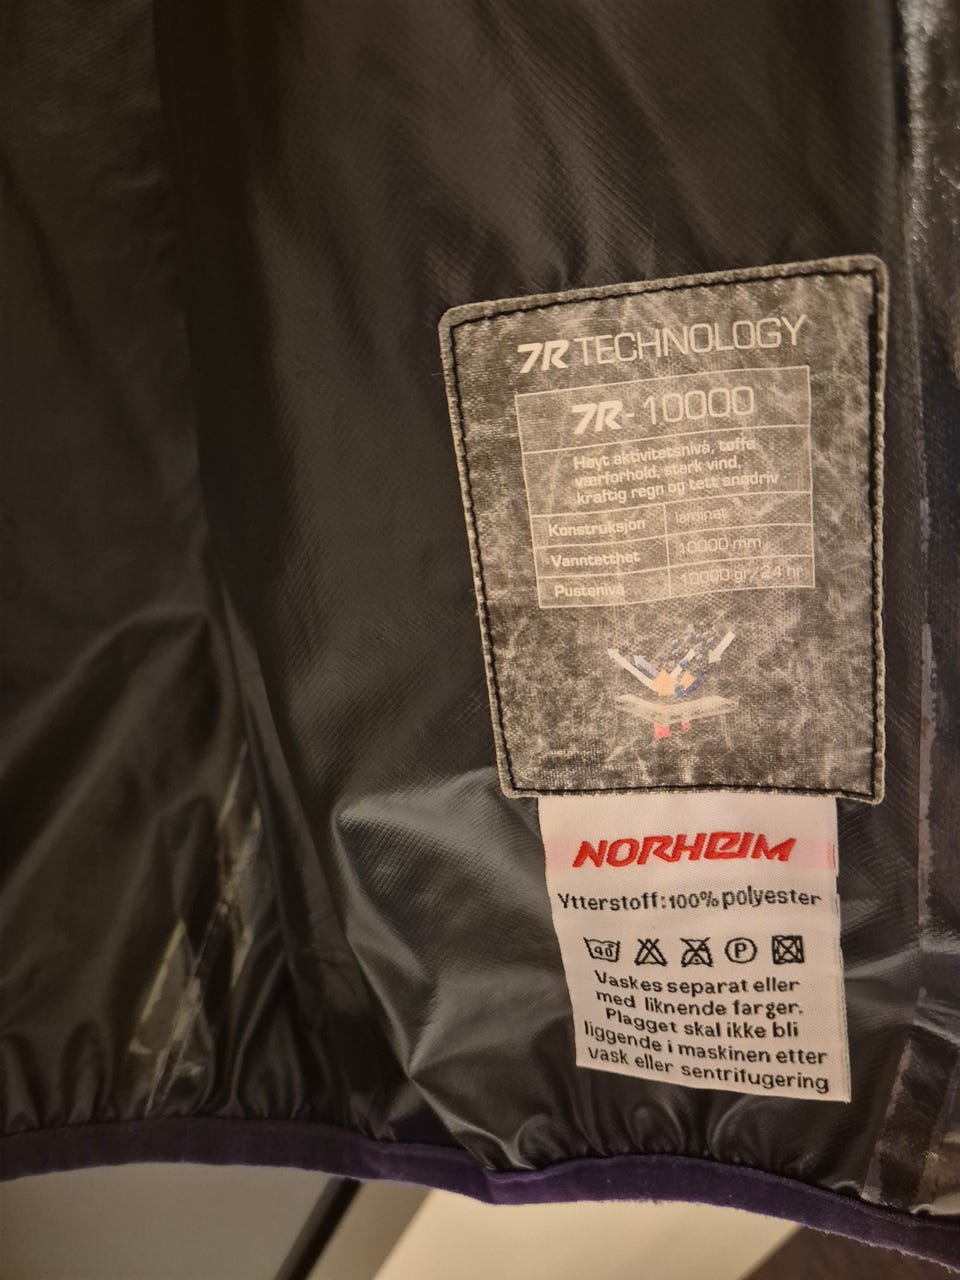 7R TECHNOLOGY
7R-10000
Høyt aktivitetsnivå, tøffe
værforhold, sterk vind,
kraftig regn og tett snødriv
Konstruksjon laminat
Vanntetthet 10000 mm
Pustenivå 10000 gr/24 hr
NORHEIM
Ytterstoff:100% polyester
40 P
Vaskes separat eller
med liknende farger.
Plagget skal ikke bli
liggende i maskinen etter
vask eller sentrifugering